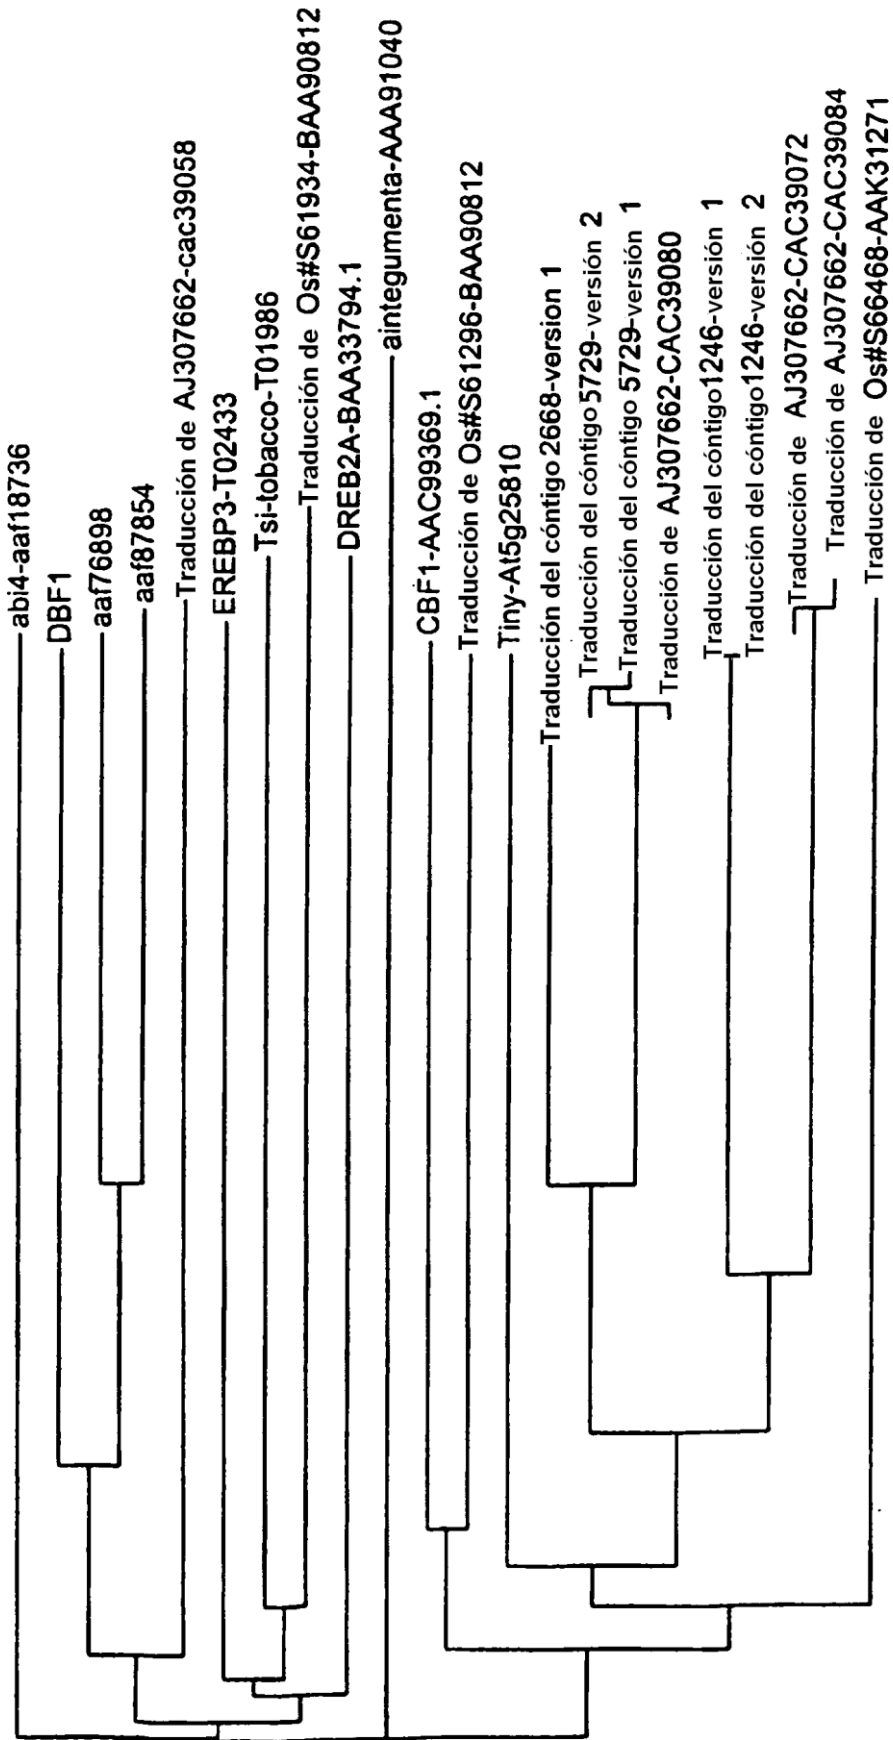 abi4-aaf18736
DBF1
aaf76898
aaf87854
Traducción de AJ307662-cac39058
EREBP3-T02433
Tsi-tobacco-T01986
Traducción de Os#S61934-BAA90812
DREB2A-BAA33794.1
aintegumenta-AAA91040
CBF1-AAC99369.1
Traducción de Os#S61296-BAA90812
Tiny-At5g25810
Traducción del cóntigo 2668-version 1
Traducción del cóntigo 5729-versión 2
Traducción del cóntigo 5729-versión 1
Traducción de AJ307662-CAC39080
Traducción del cóntigo1246-versión 1
Traducción del cóntigo1246-versión 2
Traducción de AJ307662-CAC39072
Traducción de AJ307662-CAC39084
Traducción de Os#S66468-AAK31271